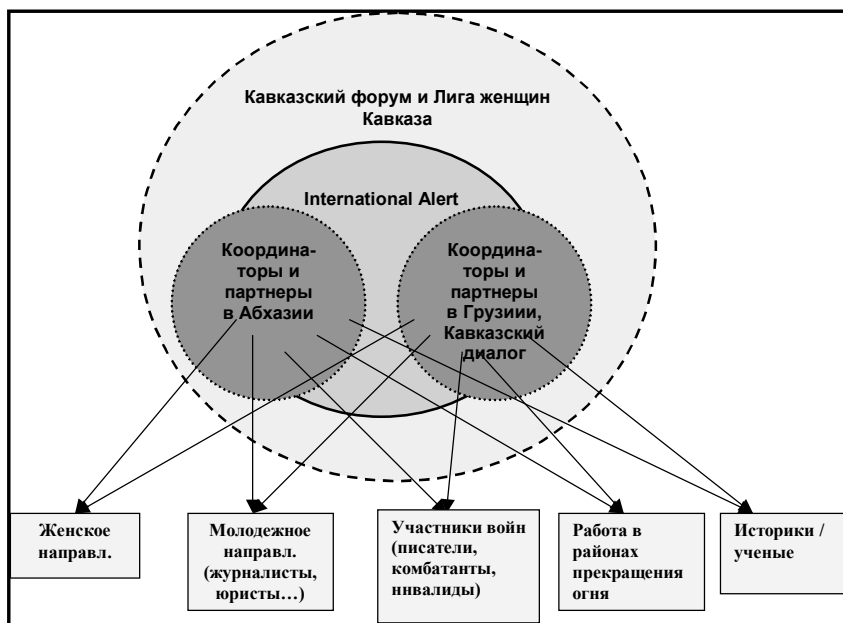 Кавказский форум и Лига женщин
Кавказа
International Alert
Координа-
торы и
партнеры
в Абхазии
Координа-
торы и
партнеры
в Грузиии,
Кавказский
диалог
Женское
направл.
Молодежное
направл.
(журналисты,
юристы…)
Участники войн
(писатели,
комбатанты,
ннвалиды)
Работа в
районах
прекращения
огня
Историки /
ученые